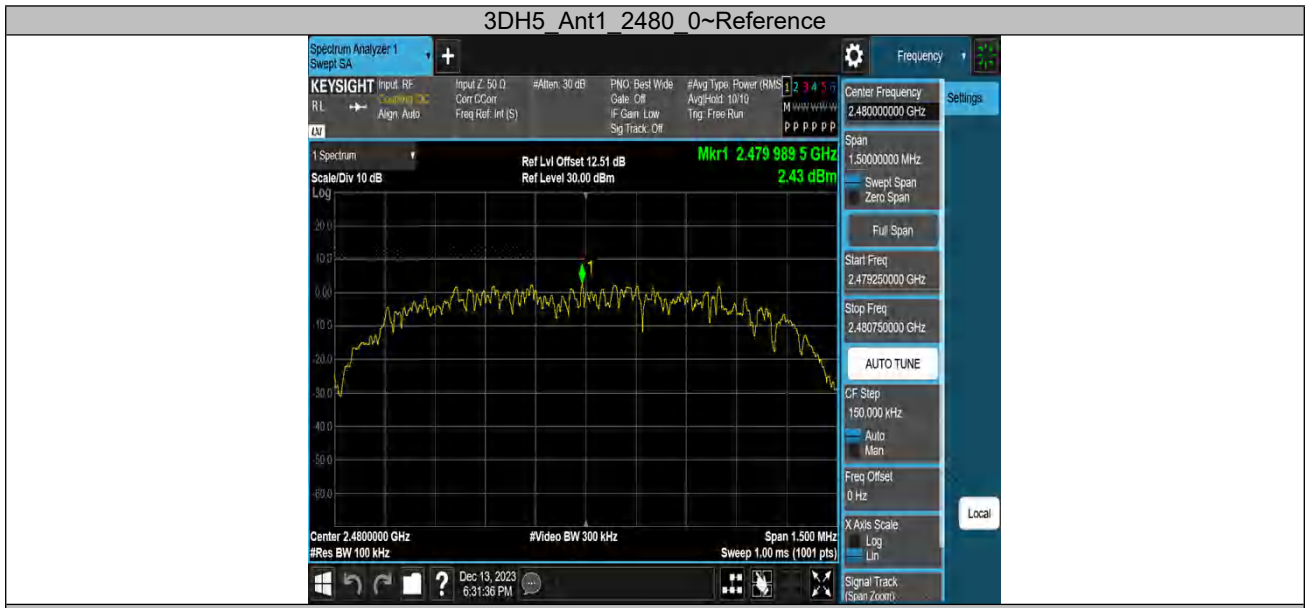 3DH5_Ant1_2480_0~Reference
Spectrum Analyzer 1
Swept SA
+
Frequency
KEYSIGHT
RL
LXI
Input: RF
Coupling: DC
Align: Auto
Input Z: 50 Ω
Corr CCorr
Freq Ref: Int (S)
#Atten: 30 dB
PNO: Best Wide
Gate: Off
IF Gain: Low
Sig Track: Off
#Avg Type: Power (RMS
Avg|Hold: 10/10
Trig: Free Run
1 2 3 4 5 6
M W W W W W
P P P P P P
Center Frequency
2.480000000 GHz
Settings
Span
1.50000000 MHz
Swept Span
Zero Span
Full Span
Start Freq
2.479250000 GHz
Stop Freq
2.480750000 GHz
AUTO TUNE
CF Step
150.000 kHz
Auto
Man
Freq Offset
0 Hz
X Axis Scale
Log
Lin
Signal Track
(Span Zoom)
Local
1 Spectrum
Scale/Div 10 dB
Log
Ref Lvl Offset 12.51 dB
Ref Level 30.00 dBm
Mkr1 2.479 989 5 GHz
2.43 dBm
20.0
10.0
0.00
-10.0
-20.0
-30.0
-40.0
-50.0
-60.0
1
Center 2.4800000 GHz
#Res BW 100 kHz
#Video BW 300 kHz
Span 1.500 MHz
Sweep 1.00 ms (1001 pts)
?
Dec 13, 2023
6:31:36 PM